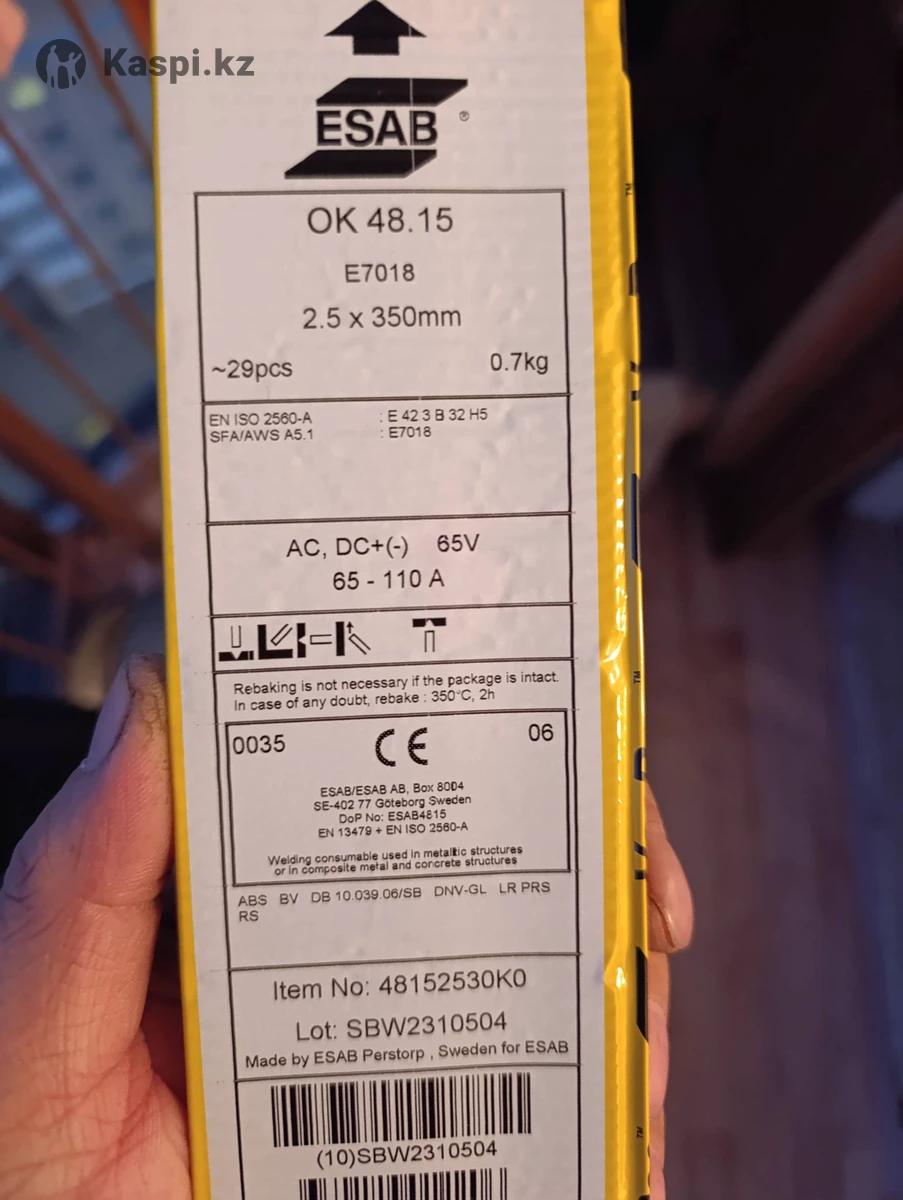 Kaspi.kz
ESAB®
OK 48.15
E7018
2.5 x 350mm
~29pcs 0.7kg
EN ISO 2560-A : E 42 3 B 32 H5
SFA/AWS A5.1 : E7018
AC, DC+(-) 65V
65 - 110 A
Rebaking is not necessary if the package is intact.
In case of any doubt, rebake : 350°C, 2h
0035 CE 06
ESAB/ESAB AB, Box 8004
SE-402 77 Göteborg Sweden
DoP No: ESAB4815
EN 13479 + EN ISO 2560-A
Welding consumable used in metallic structures
or in composite metal and concrete structures
ABS BV DB 10.039.06/SB DNV-GL LR PRS
RS
Item No: 48152530K0
Lot: SBW2310504
Made by ESAB Perstorp , Sweden for ESAB
(10)SBW2310504
TM
TM
TM